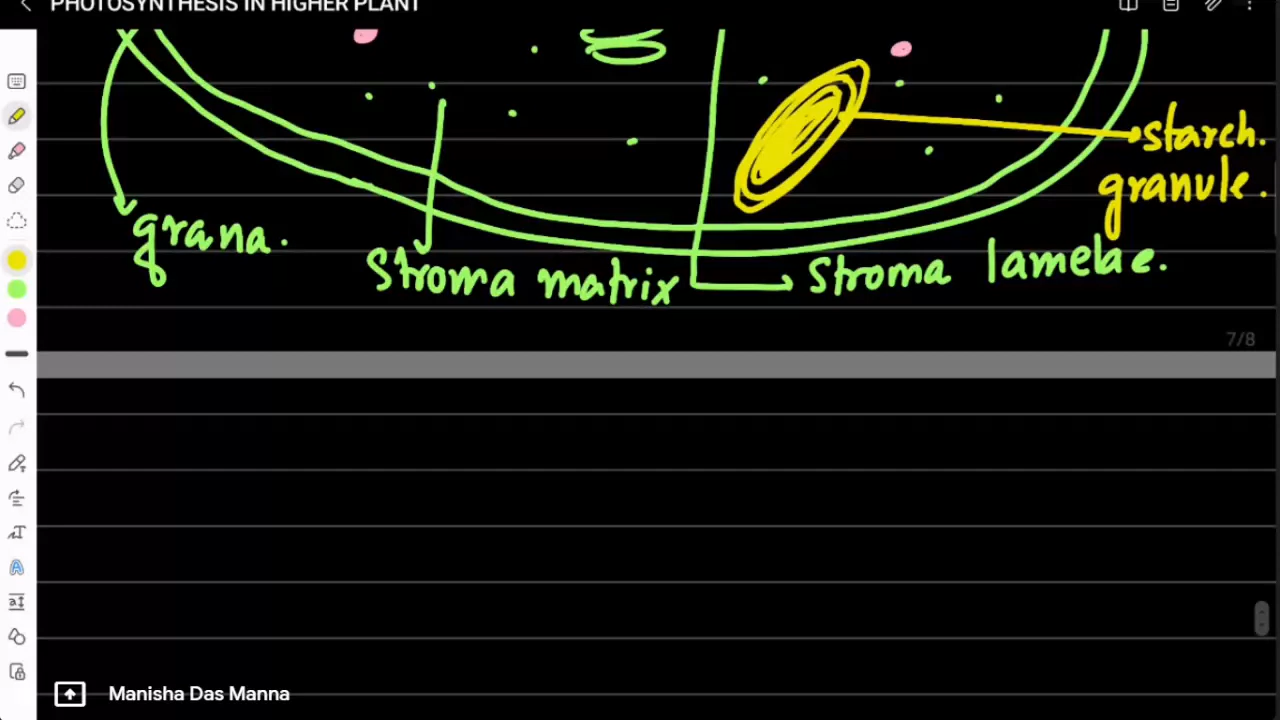 PHOTOSYNTHESIS IN HIGHER PLANT
starch.
granule.
grana.
Stroma matrix
Stroma lamelae.
7/8
Manisha Das Manna